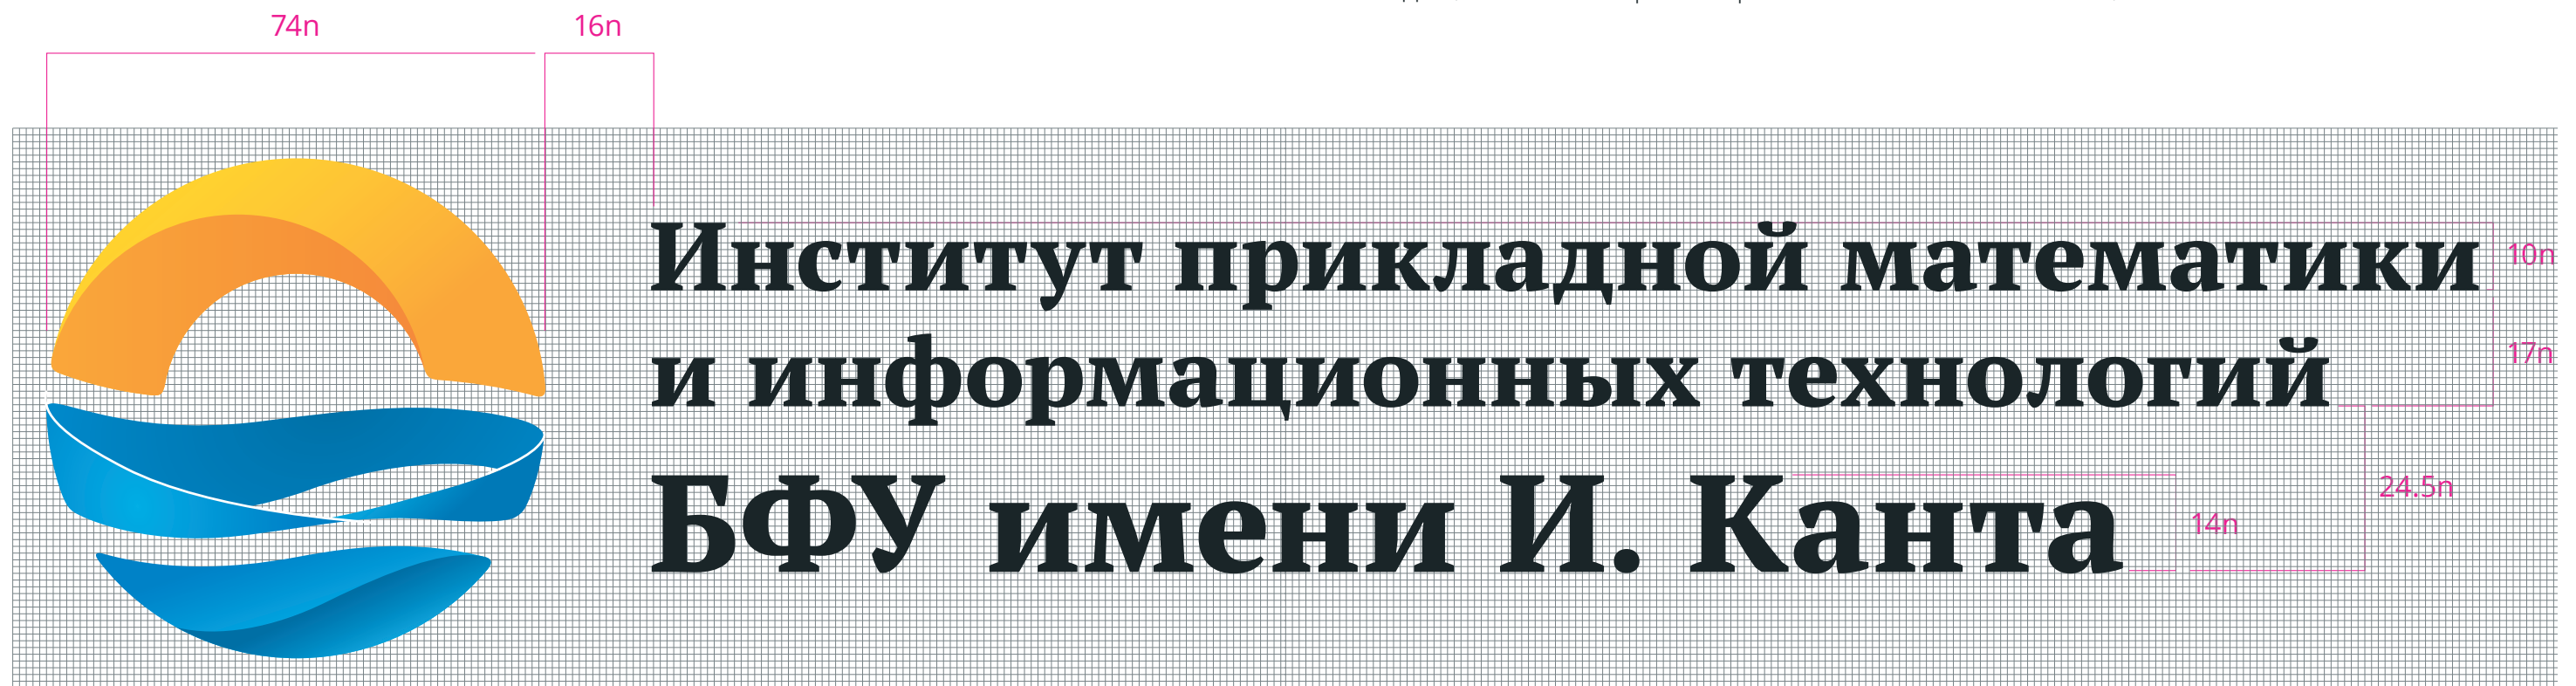 74n 16n
Институт прикладной математики
10n
и информационных технологий
17n
БФУ имени И. Канта
24.5n
14n